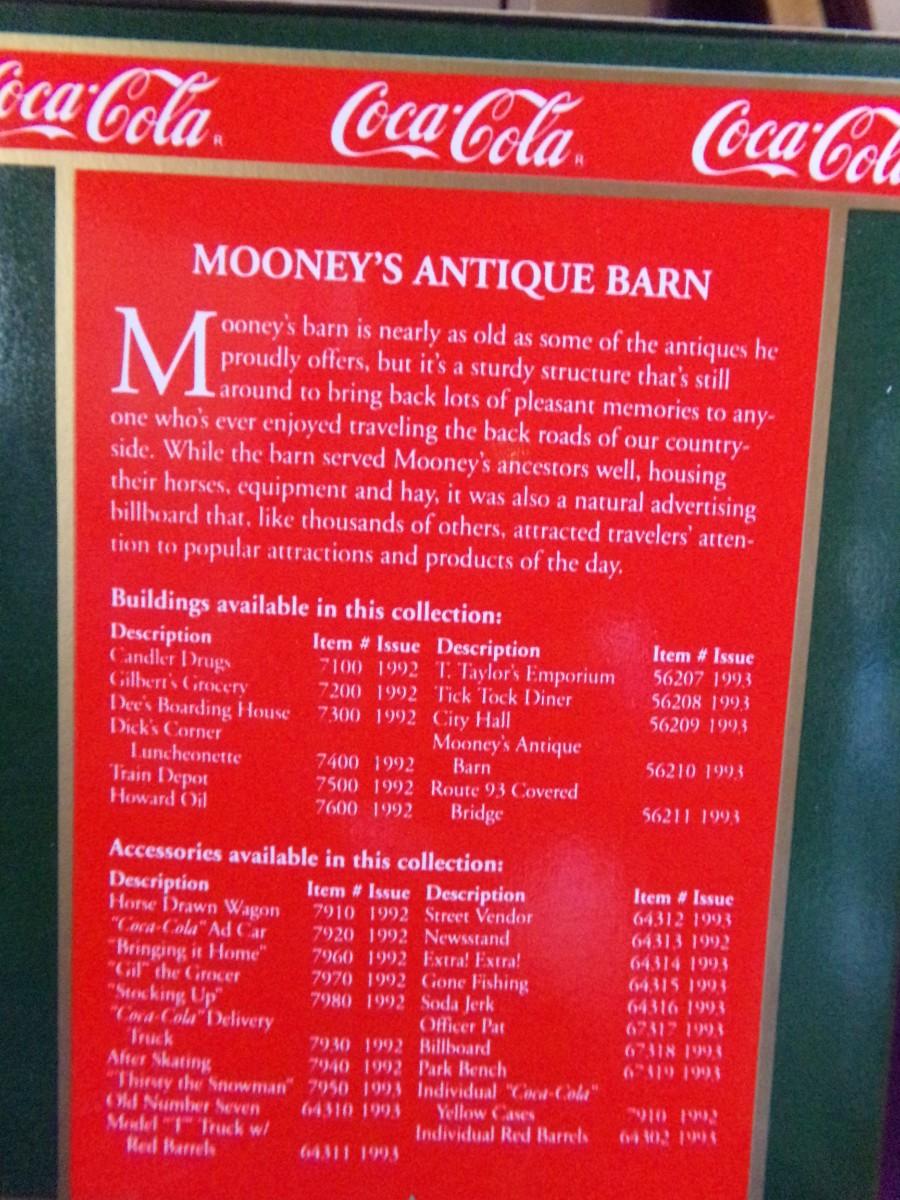 Coca-Cola Coca-Cola Coca-Cola
MOONEY'S ANTIQUE BARN
Mooney's barn is nearly as old as some of the antiques he
proudly offers, but it's a sturdy structure that's still
around to bring back lots of pleasant memories to any-
one who's ever enjoyed traveling the back roads of our country-
side. While the barn served Mooney's ancestors well, housing
their horses, equipment and hay, it was also a natural advertising
billboard that, like thousands of others, attracted travelers' atten-
tion to popular attractions and products of the day.
Buildings available in this collection:
Description Item # Issue Description Item # Issue
Candler Drugs 7100 1992 T. Taylor's Emporium 56207 1993
Gilbert's Grocery 7200 1992 Tick Tock Diner 56208 1993
Dee's Boarding House 7300 1992 City Hall 56209 1993
Dick's Corner Mooney's Antique
Luncheonette 7400 1992 Barn 56210 1993
Train Depot 7500 1992 Route 93 Covered
Howard Oil 7600 1992 Bridge 56211 1993
Accessories available in this collection:
Description Item # Issue Description Item # Issue
Horse Drawn Wagon 7910 1992 Street Vendor 64312 1993
"Coca-Cola" Ad Car 7920 1992 Newsstand 64313 1992
"Bringing it Home" 7960 1992 Extra! Extra! 64314 1993
"Gil" the Grocer 7970 1992 Gone Fishing 64315 1993
"Stocking Up" 7980 1992 Soda Jerk 64316 1993
"Coca-Cola" Delivery Officer Pat 67317 1993
Truck 7930 1992 Billboard 67318 1993
After Skating 7940 1992 Park Bench 67319 1993
"Thirsty the Snowman" 7950 1993 Individual "Coca-Cola"
Old Number Seven 64310 1993 Yellow Cases 7910 1992
Model "T" Truck w/ Individual Red Barrels 64302 1993
Red Barrels 64311 1993